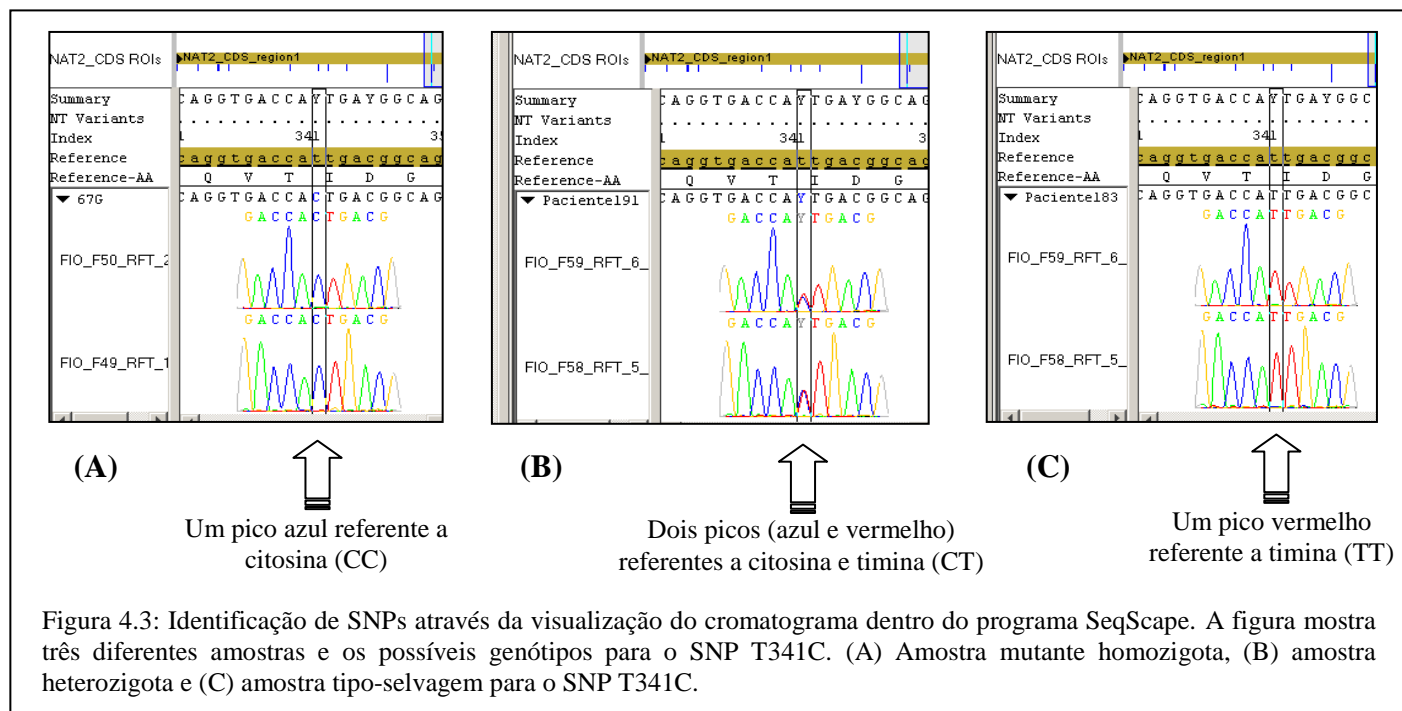 NAT2_CDS ROIs
NAT2_CDS_region1
Summary CAGGTGACCAYTGAYGGCAG
NT Variants ....................
Index 1 341 35
Reference caggtgaccattgacggcag
Reference-AA Q V T I D G
67G CAGGTGACCACTGACGGCAG
GACCACTGACG
FIO_F50_RFT_2
GACCACTGACG
FIO_F49_RFT_1
NAT2_CDS ROIs
NAT2_CDS_region1
Summary CAGGTGACCAYTGAYGGCAG
NT Variants ....................
Index 1 341 3
Reference caggtgaccattgacggcag
Reference-AA Q V T I D G
Paciente191 CAGGTGACCAYTGACGGCAG
GACCAYTGACG
FIO_F59_RFT_6_
GACCAYTGACG
FIO_F58_RFT_5_
NAT2_CDS ROIs
NAT2_CDS_region1
Summary CAGGTGACCAYTGAYGGC
NT Variants ..................
Index 1 341
Reference caggtgaccattgacggc
Reference-AA Q V T I D G
Paciente183 CAGGTGACCATTGACGGC
GACCATTGACG
FIO_F59_RFT_6_
GACCATTGACG
FIO_F58_RFT_5_
(A)
Um pico azul referente a
citosina (CC)
(B)
Dois picos (azul e vermelho)
referentes a citosina e timina (CT)
(C)
Um pico vermelho
referente a timina (TT)
Figura 4.3: Identificação de SNPs através da visualização do cromatograma dentro do programa SeqScape. A figura mostra
três diferentes amostras e os possíveis genótipos para o SNP T341C. (A) Amostra mutante homozigota, (B) amostra
heterozigota e (C) amostra tipo-selvagem para o SNP T341C.